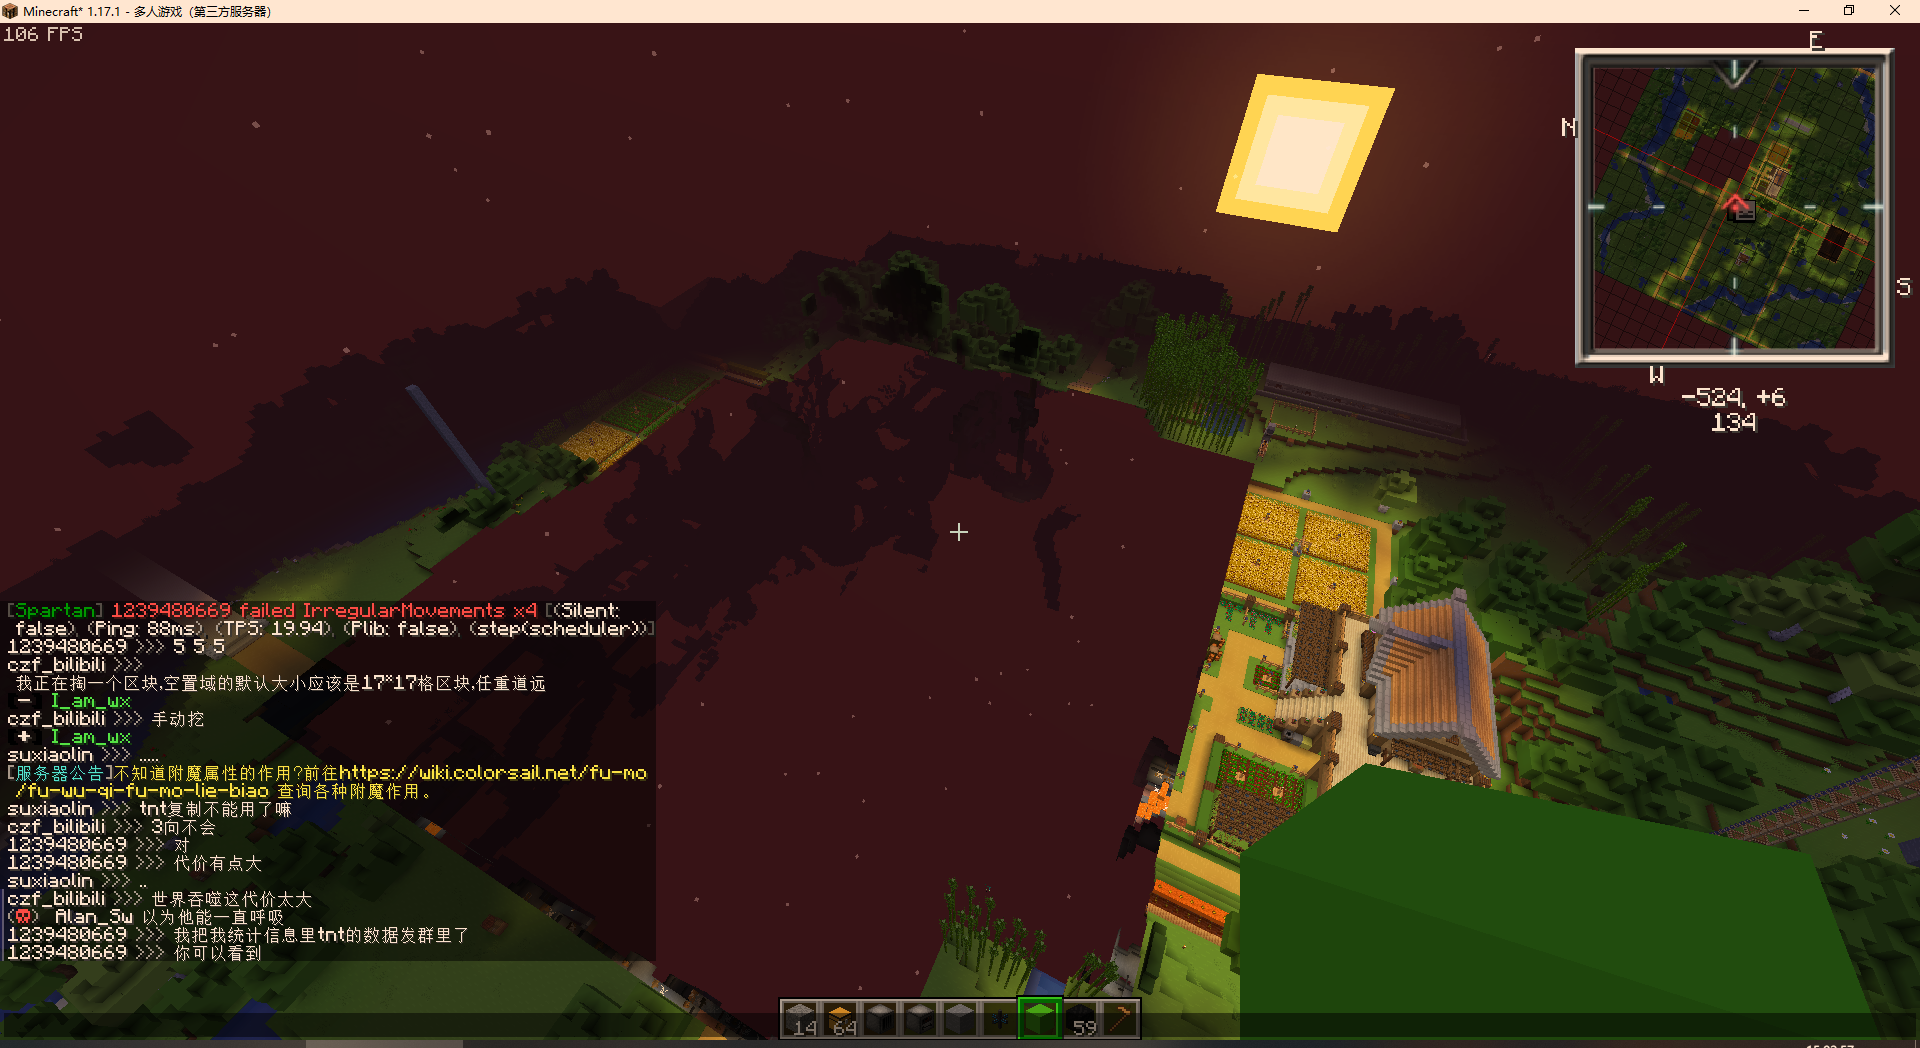 Minecraft* 1.17.1 - 多人游戏（第三方服务器）
106 FPS
E
N
S
W
-524, +6
134
[Spartan] 1239480669 failed IrregularMovements x4 [(Silent:
false), (Ping: 88ms), (TPS: 19.94), (Plib: false), (step(scheduler))]
1239480669 >>> 5 5 5
czf_bilibili >>>
我正在掏一个区块,空置域的默认大小应该是17*17格区块,任重道远
- I_am_wx
czf_bilibili >>> 手动挖
+ I_am_wx
suxiaolin >>> .....
[服务器公告]不知道附魔属性的作用?前往https://wiki.colorsail.net/fu-mo
/fu-wu-qi-fu-mo-lie-biao 查询各种附魔作用。
suxiaolin >>> tnt复制不能用了嘛
czf_bilibili >>> 3向不会
1239480669 >>> 对
1239480669 >>> 代价有点大
suxiaolin >>> ..
czf_bilibili >>> 世界吞噬这代价太大
(☠) Alan_Sw 以为他能一直呼吸
1239480669 >>> 我把我统计信息里tnt的数据发群里了
1239480669 >>> 你可以看到
14
64
59